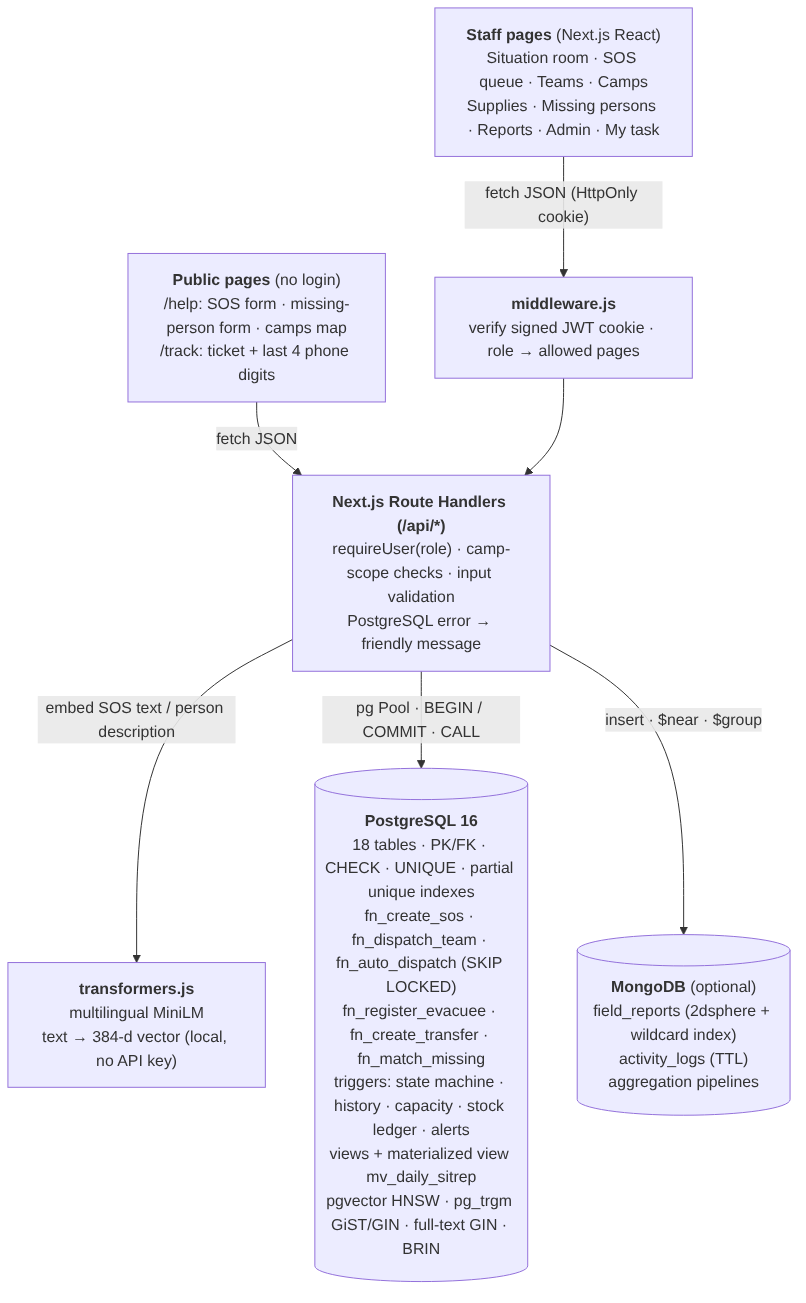 Staff pages (Next.js React)
Situation room · SOS
queue · Teams · Camps
Supplies · Missing persons
· Reports · Admin · My task
fetch JSON (HttpOnly
cookie)
Public pages (no login)
/help: SOS form · missing-
person form · camps map
/track: ticket + last 4 phone
digits
middleware.js
verify signed JWT cookie ·
role → allowed pages
fetch JSON
Next.js Route Handlers
(/api/*)
requireUser(role) · camp-
scope checks · input
validation
PostgreSQL error →
friendly message
embed SOS text / person
description
pg Pool · BEGIN /
COMMIT · CALL
insert · $near · $group
transformers.js
multilingual MiniLM
text → 384-d vector (local,
no API key)
PostgreSQL 16
18 tables · PK/FK ·
CHECK · UNIQUE · partial
unique indexes
fn_create_sos ·
fn_dispatch_team ·
fn_auto_dispatch (SKIP
LOCKED)
fn_register_evacuee ·
fn_create_transfer ·
fn_match_missing
triggers: state machine ·
history · capacity · stock
ledger · alerts
views + materialized view
mv_daily_sitrep
pgvector HNSW · pg_trgm
GiST/GIN · full-text GIN ·
BRIN
MongoDB (optional)
field_reports (2dsphere +
wildcard index)
activity_logs (TTL)
aggregation pipelines